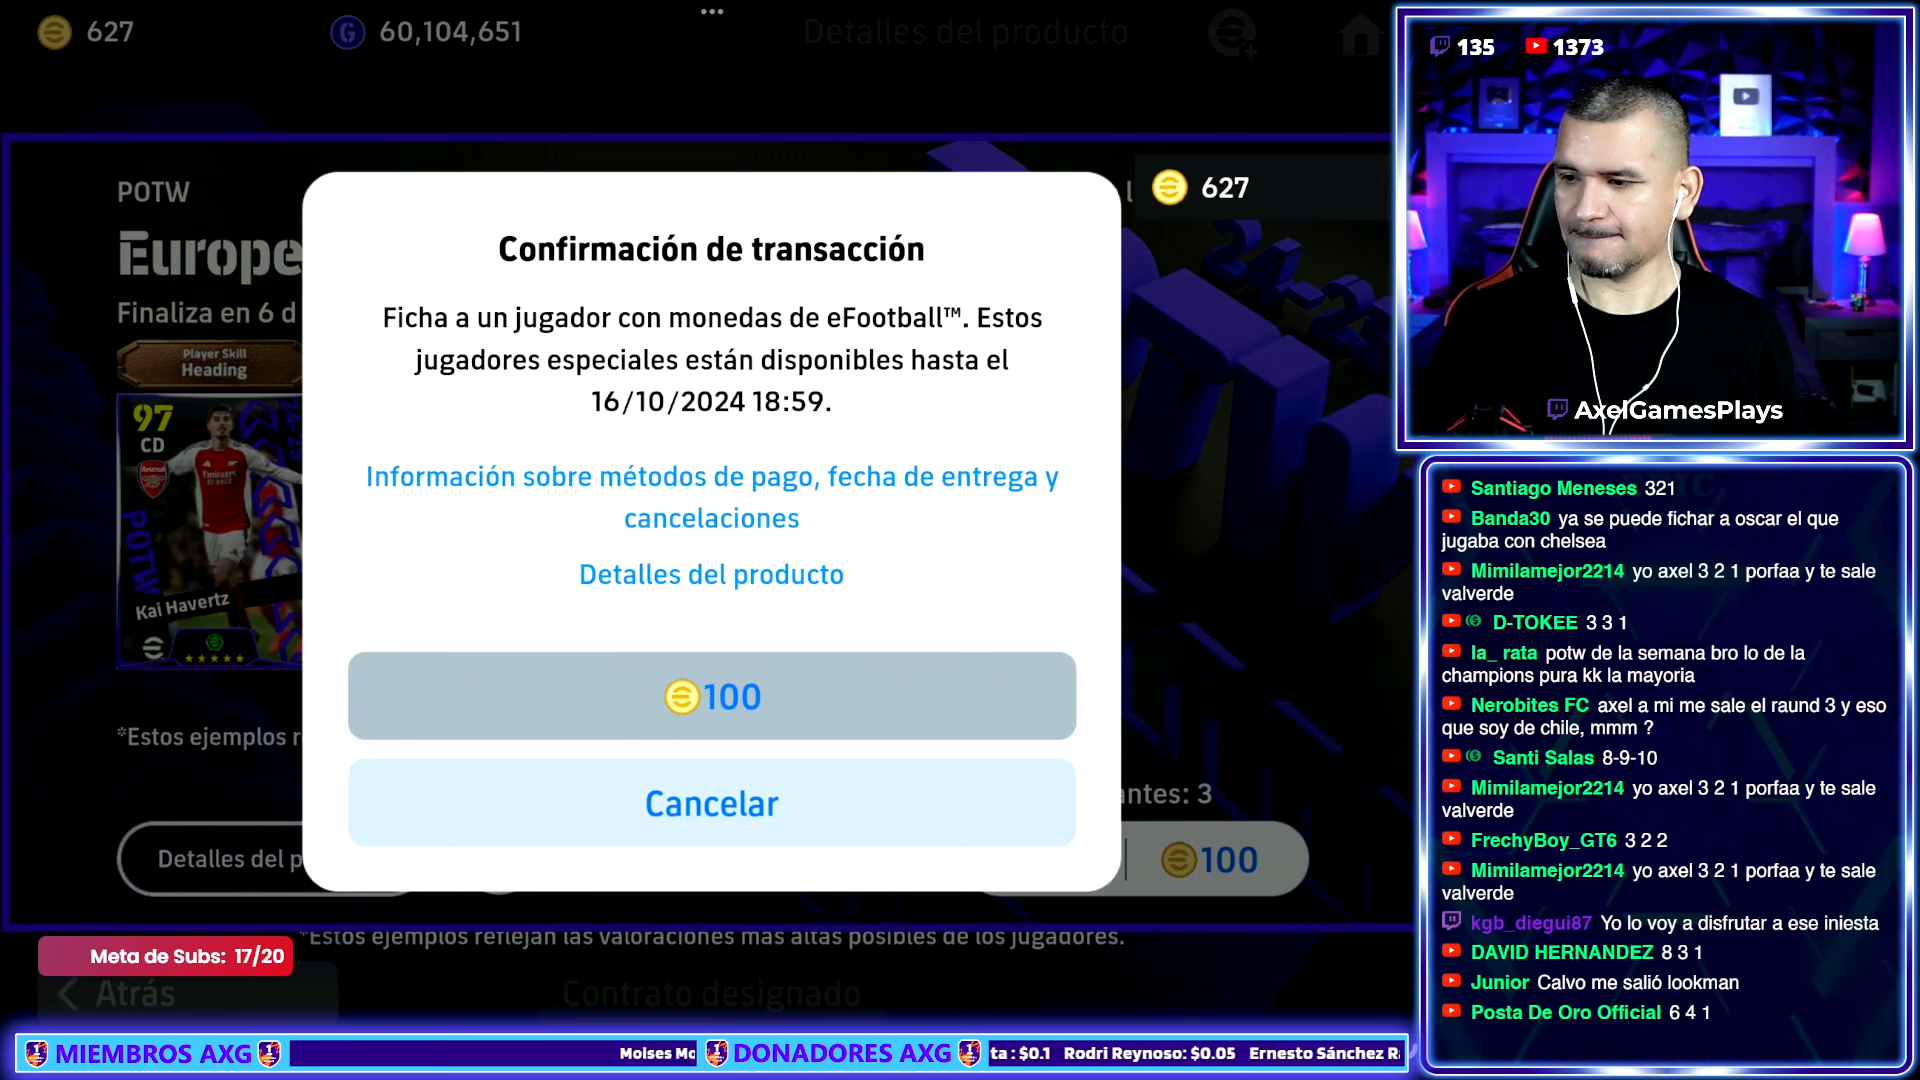 627
60,104,651
Detalles del producto
135
1373
POTW
Europe
Finaliza en 6 d
Player Skill
Heading
97
CD
Arsenal
POTW
Kai Havertz
627
Confirmación de transacción
Ficha a un jugador con monedas de eFootball™. Estos
jugadores especiales están disponibles hasta el
16/10/2024 18:59.
Información sobre métodos de pago, fecha de entrega y
cancelaciones
Detalles del producto
100
Cancelar
*Estos ejemplos r
antes: 3
Detalles del p
100
*Estos ejemplos reflejan las valoraciones más altas posibles de los jugadores.
Meta de Subs: 17/20
Atrás
Contrato designado
AxelGamesPlays
Santiago Meneses 321
Banda30 ya se puede fichar a oscar el que
jugaba con chelsea
Mimilamejor2214 yo axel 3 2 1 porfaa y te sale
valverde
D-TOKEE 3 3 1
la_ rata potw de la semana bro lo de la
champions pura kk la mayoria
Nerobites FC axel a mi me sale el raund 3 y eso
que soy de chile, mmm ?
Santi Salas 8-9-10
Mimilamejor2214 yo axel 3 2 1 porfaa y te sale
valverde
FrechyBoy_GT6 3 2 2
Mimilamejor2214 yo axel 3 2 1 porfaa y te sale
valverde
kgb_diegui87 Yo lo voy a disfrutar a ese iniesta
DAVID HERNANDEZ 8 3 1
Junior Calvo me salió lookman
Posta De Oro Official 6 4 1
MIEMBROS AXG
Moises Mc
DONADORES AXG
ta : $0.1 Rodri Reynoso: $0.05 Ernesto Sánchez R